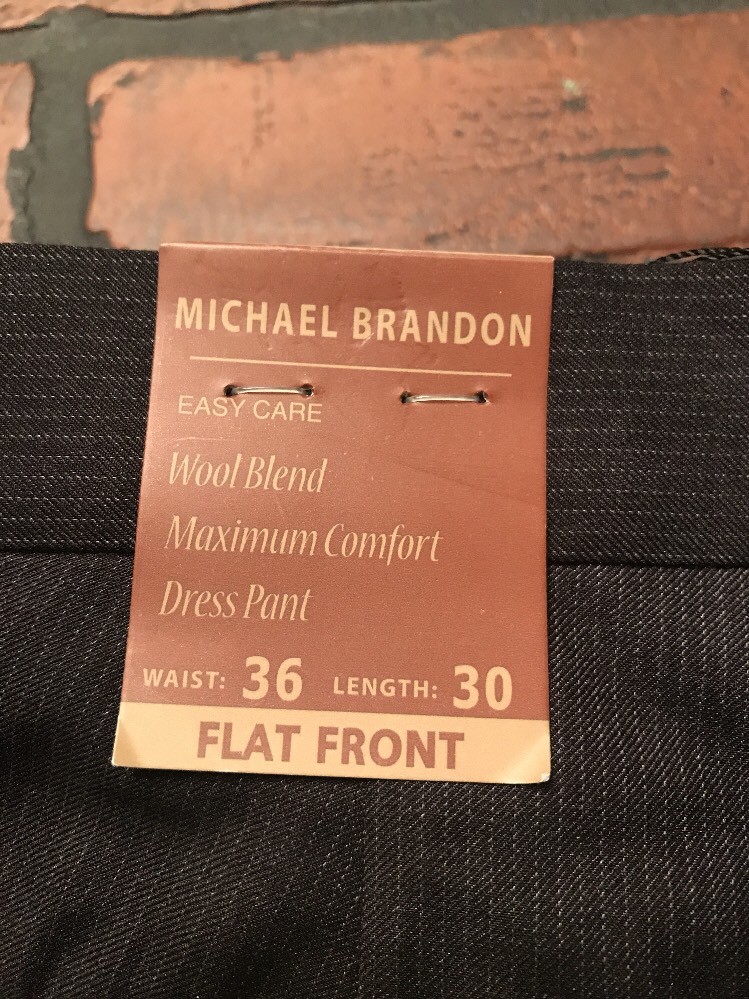 MICHAEL BRANDON
EASY CARE
Wool Blend
Maximum Comfort
Dress Pant
WAIST: 36 LENGTH: 30
FLAT FRONT